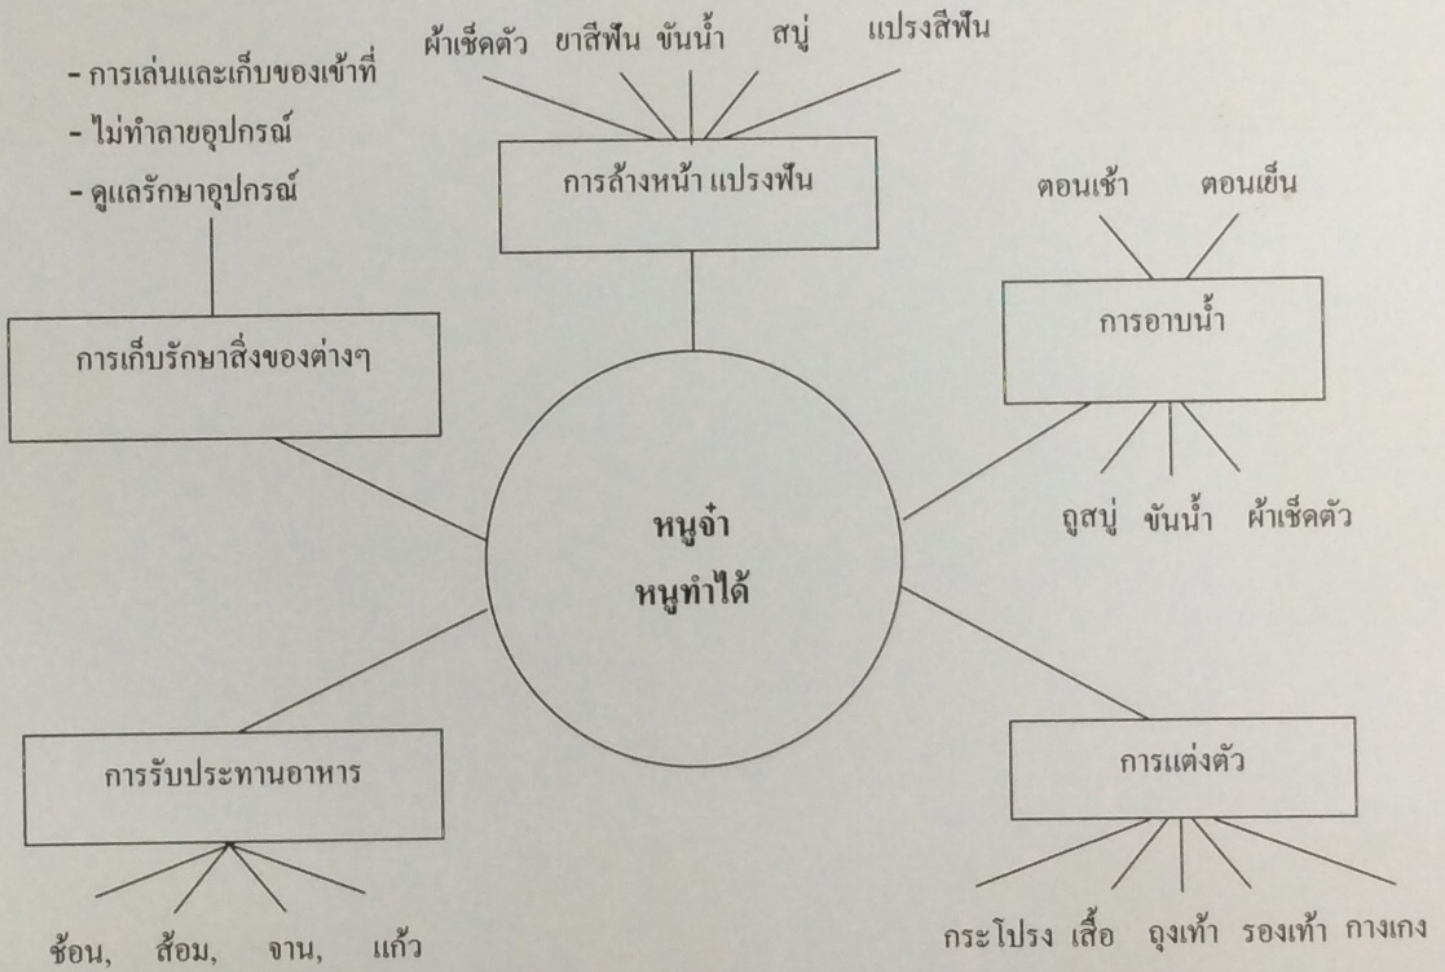 ผ้าเช็คตัว ยาสีฟัน ขันน้ำ สบู่ แปรงสีฟัน
- การเล่นและเก็บของเข้าที่
- ไม่ทำลายอุปกรณ์
- ดูแลรักษาอุปกรณ์
การล้างหน้า แปรงฟัน
ตอนเช้า ตอนเย็น
การอาบน้ำ
การเก็บรักษาสิ่งของต่างๆ
ถูสบู่ ขันน้ำ ผ้าเช็คตัว
หนูจ๋า
หนูทำได้
การรับประทานอาหาร
การแต่งตัว
ช้อน, ส้อม, จาน, แก้ว
กระโปรง เสื้อ ถุงเท้า รองเท้า กางเกง